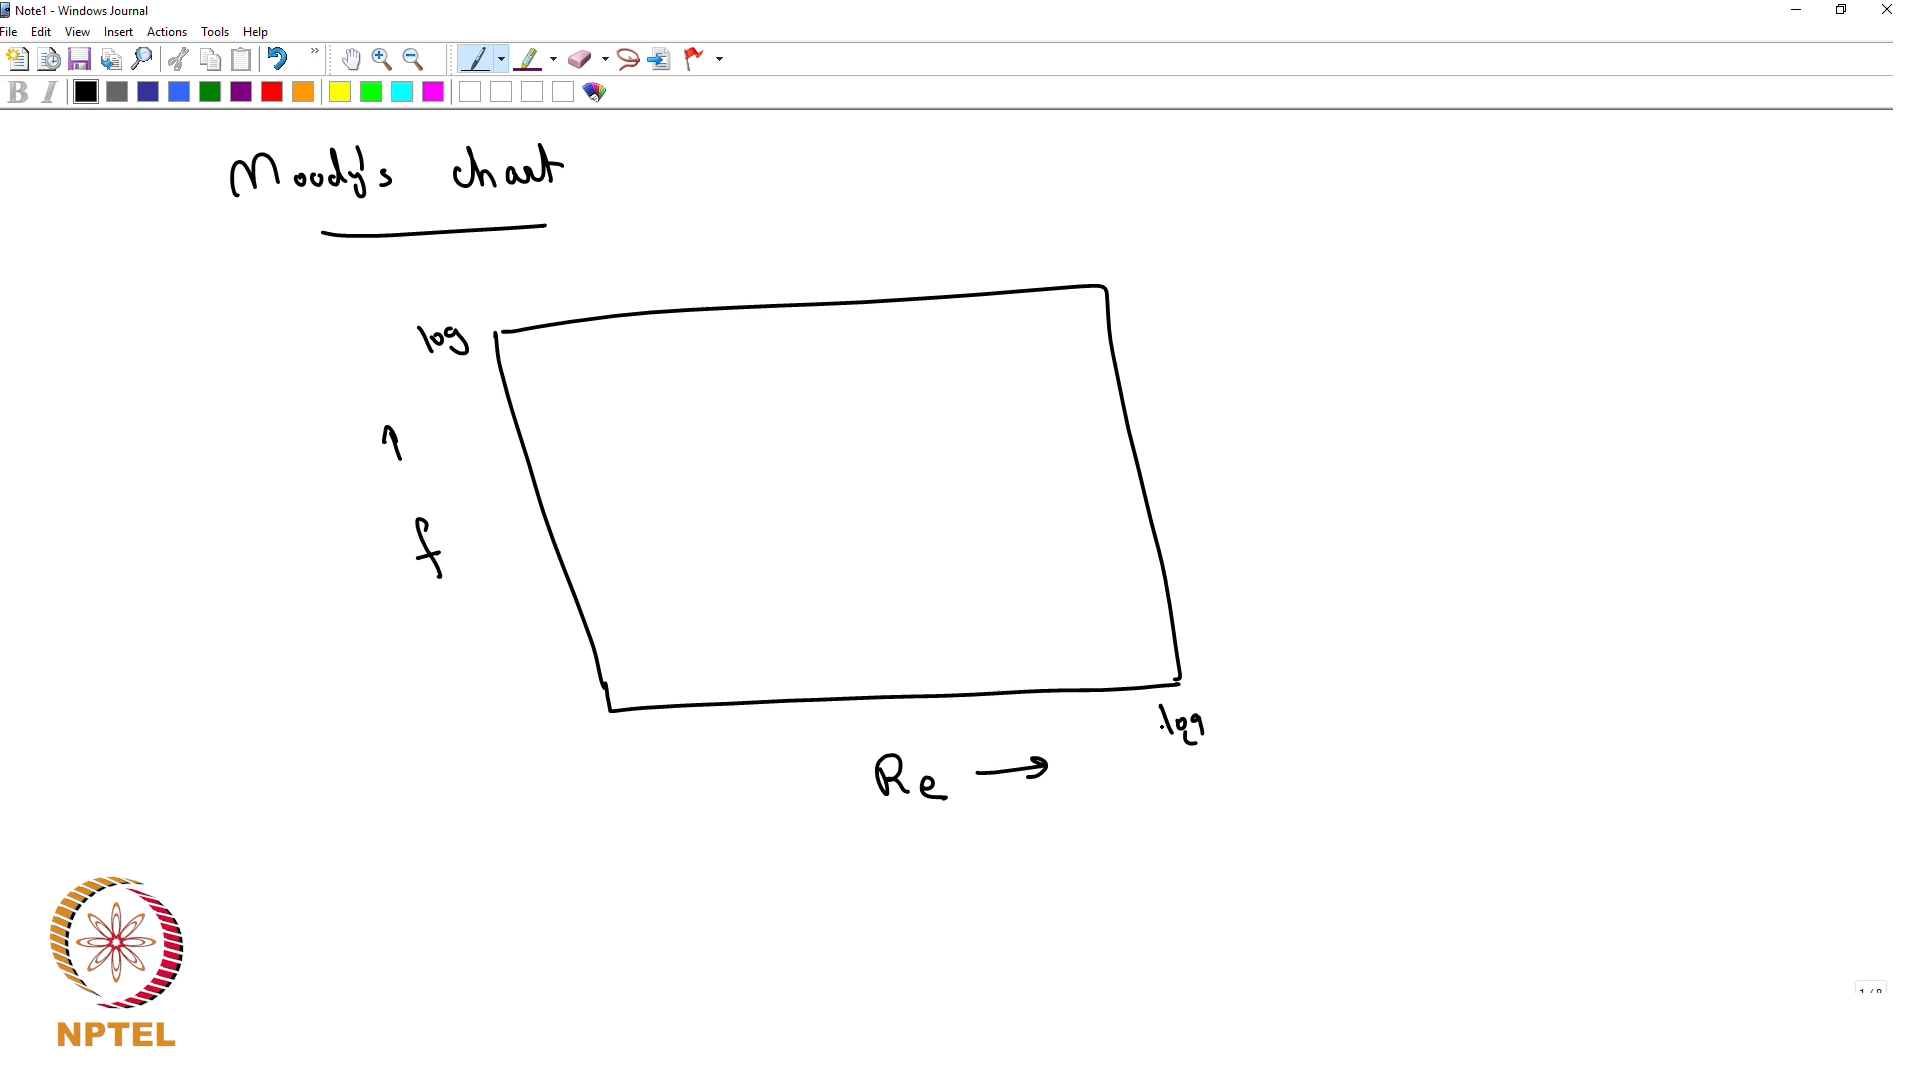 Note1 - Windows Journal
File Edit View Insert Actions Tools Help
»
B I
Moody's chart
log
↑
f
log
Re →
NPTEL